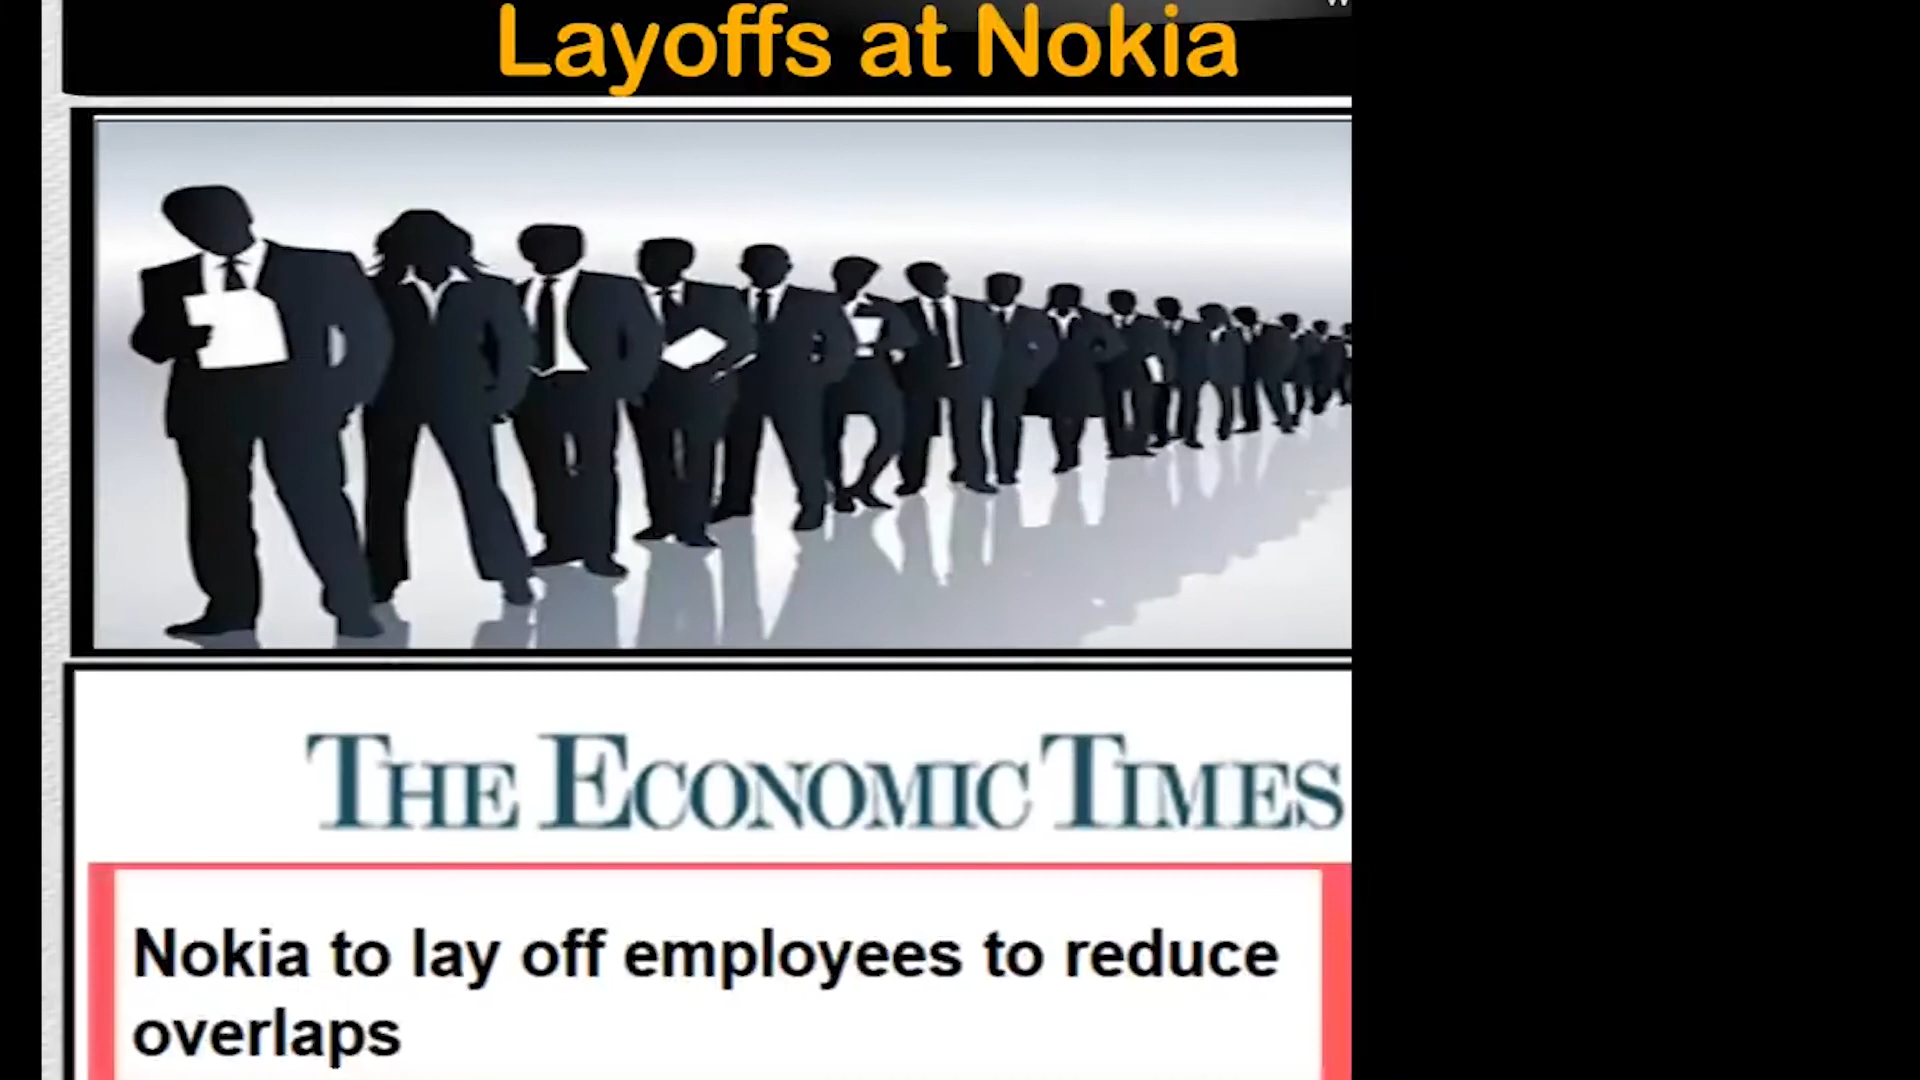 Layoffs at Nokia
THE ECONOMIC TIMES
Nokia to lay off employees to reduce
overlaps